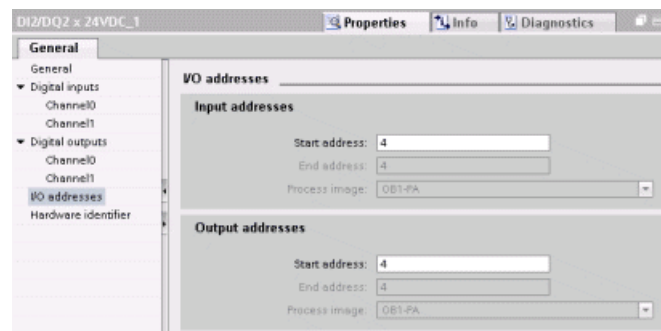 DI2/DQ2 x 24VDC_1
Properties
Info
Diagnostics
General
General
Digital inputs
Channel0
Channel1
Digital outputs
Channel0
Channel1
I/O addresses
Hardware identifier
I/O addresses
Input addresses
Start address: 4
End address: 4
Process image: OB1-PA
Output addresses
Start address: 4
End address: 4
Process image: OB1-PA